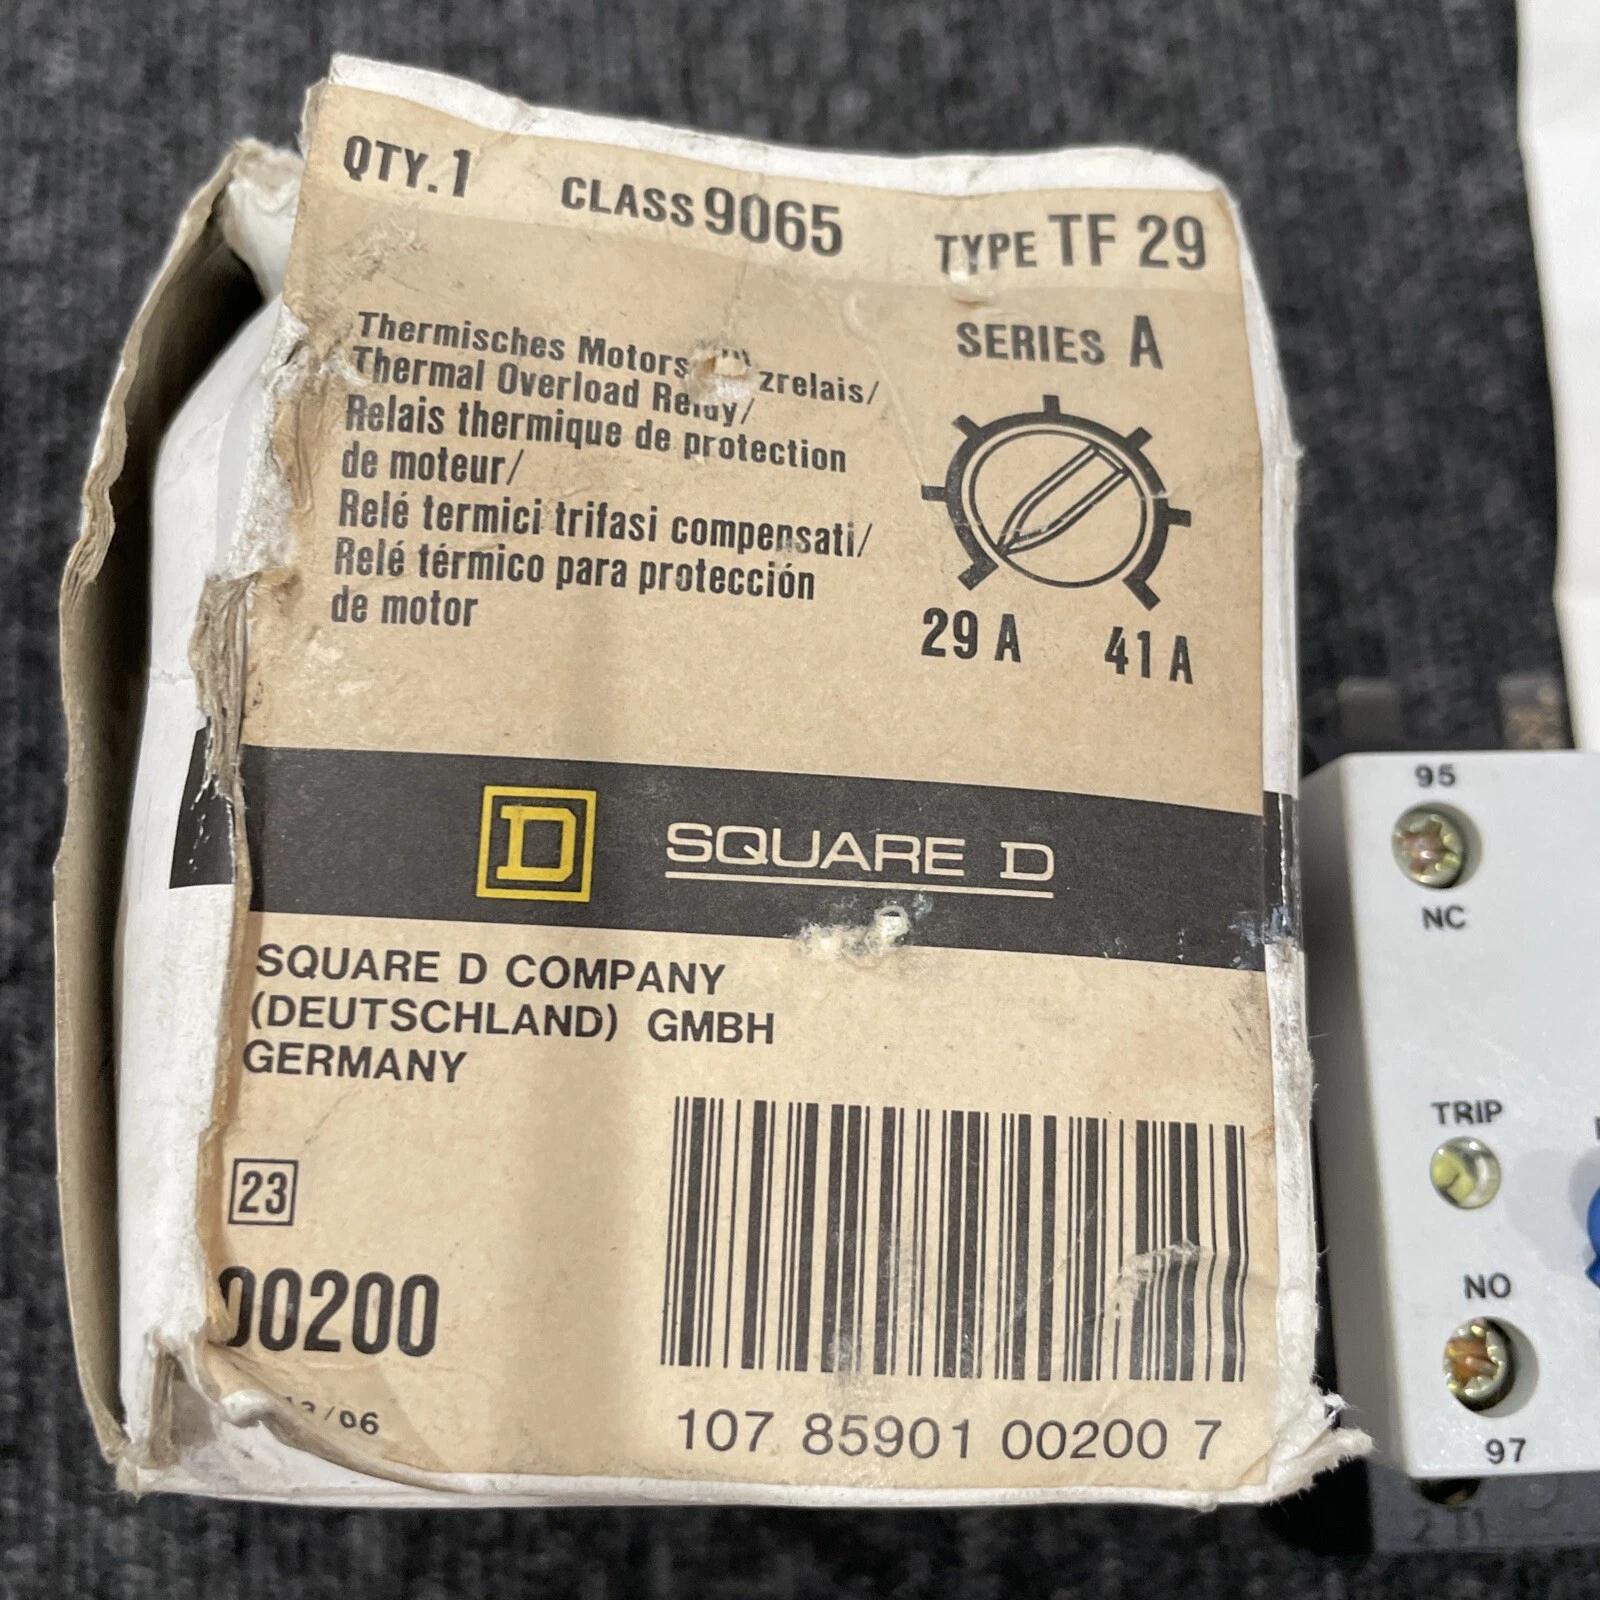 QTY. 1 CLASS 9065 TYPE TF 29
SERIES A
Thermisches zrelais/
Thermal Overload Relay/
Relais thermique de protection
de moteur/
Relé termici trifasi compensati/
Relé térmico para protección
de motor
29 A 41 A
D SQUARE D
SQUARE D COMPANY
(DEUTSCHLAND) GMBH
GERMANY
23
00200
/06
107 85901 00200 7
95
NC
TRIP
NO
97